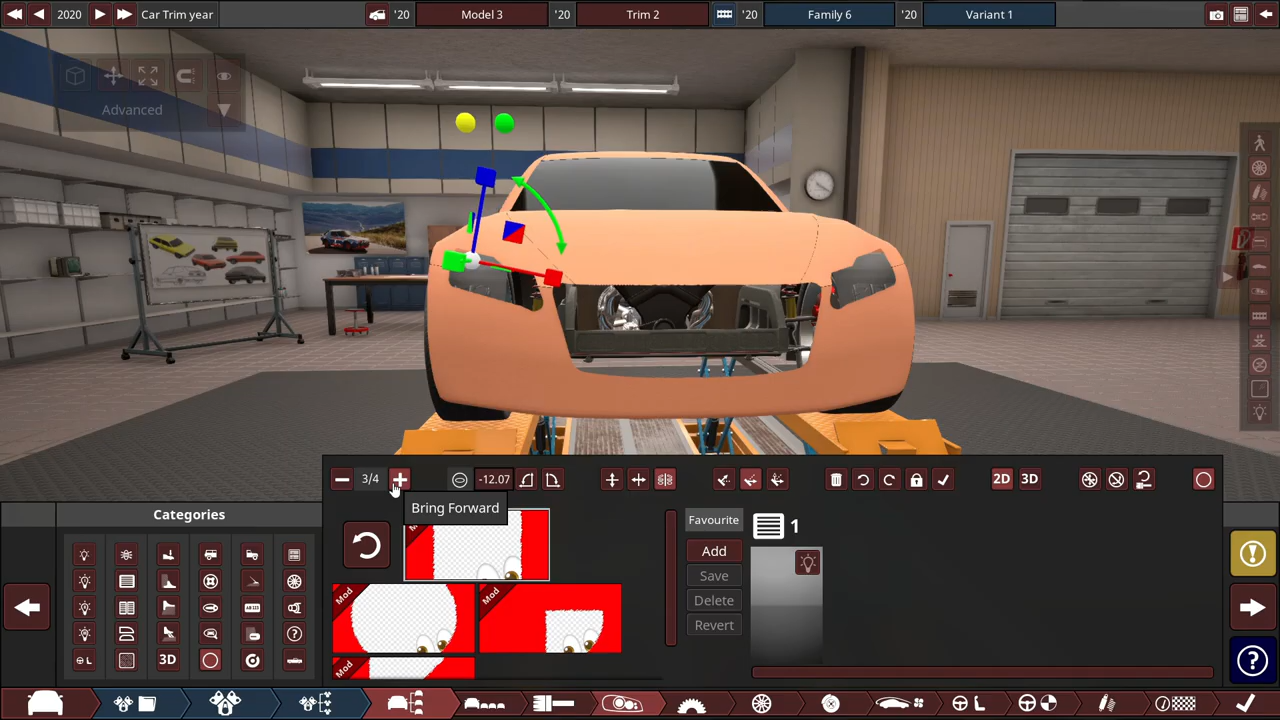 2020 Car Trim year '20 Model 3 '20 Trim 2 '20 Family 6 '20 Variant 1
Advanced
3/4 -12.07 2D 3D
Bring Forward
Categories
Favourite 1
Add
Save
Delete
Revert
Mod Mod
Mod
L 3D